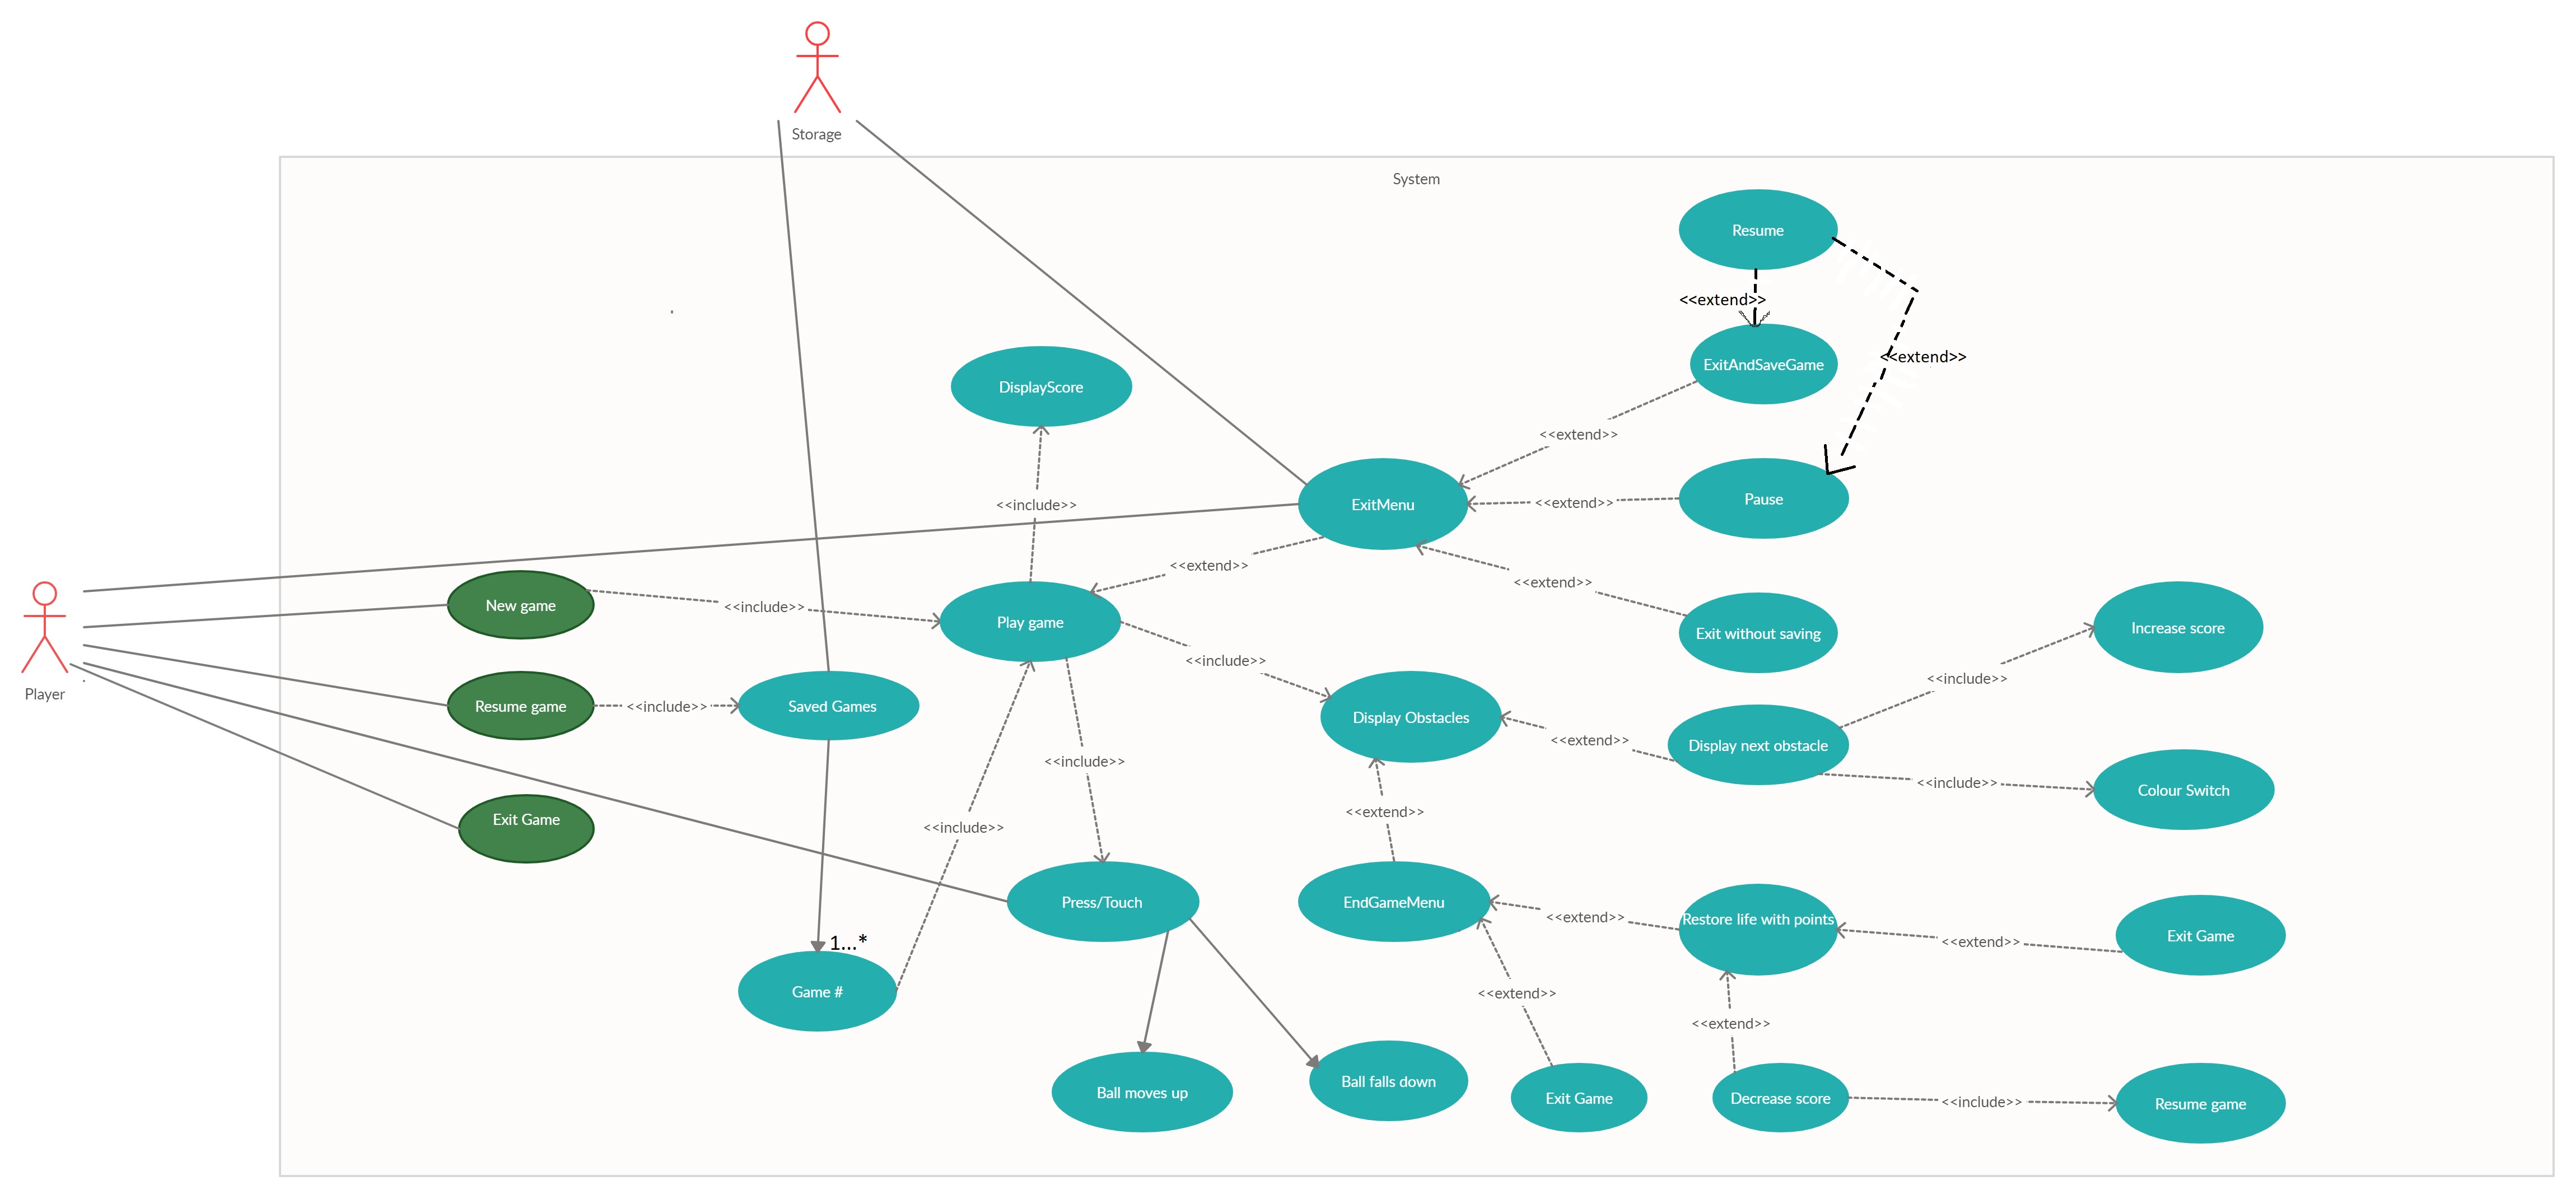 Storage
System
Resume
<<extend>>
<<extend>>
ExitAndSaveGame
DisplayScore
<<extend>>
<<include>>
ExitMenu
<<extend>>
Pause
<<extend>>
<<extend>>
New game
<<include>>
Play game
Exit without saving
Increase score
Player
<<include>>
<<include>>
Resume game
<<include>>
Saved Games
Display Obstacles
<<extend>>
Display next obstacle
<<include>>
<<include>>
Colour Switch
Exit Game
<<include>>
<<extend>>
Press/Touch
EndGameMenu
<<extend>>
Restore life with points
<<extend>>
Exit Game
1...*
Game #
<<extend>>
<<extend>>
Ball moves up
Ball falls down
Exit Game
Decrease score
<<include>>
Resume game